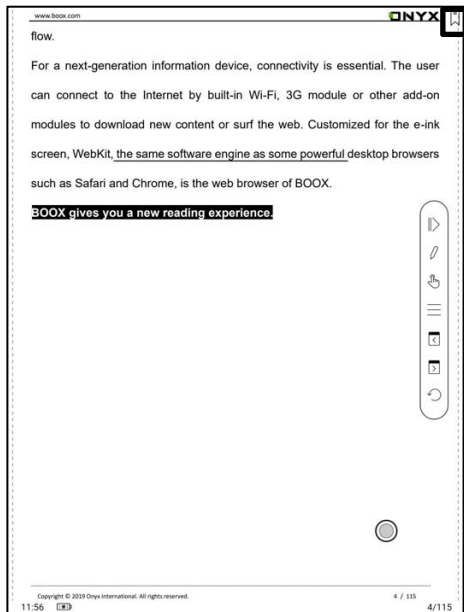 www.boox.com
ONYX
flow.
For a next-generation information device, connectivity is essential. The user
can connect to the Internet by built-in Wi-Fi, 3G module or other add-on
modules to download new content or surf the web. Customized for the e-ink
screen, WebKit, the same software engine as some powerful desktop browsers
such as Safari and Chrome, is the web browser of BOOX.
BOOX gives you a new reading experience.
Copyright © 2019 Onyx International. All rights reserved.
4 / 115
11:56
4/115